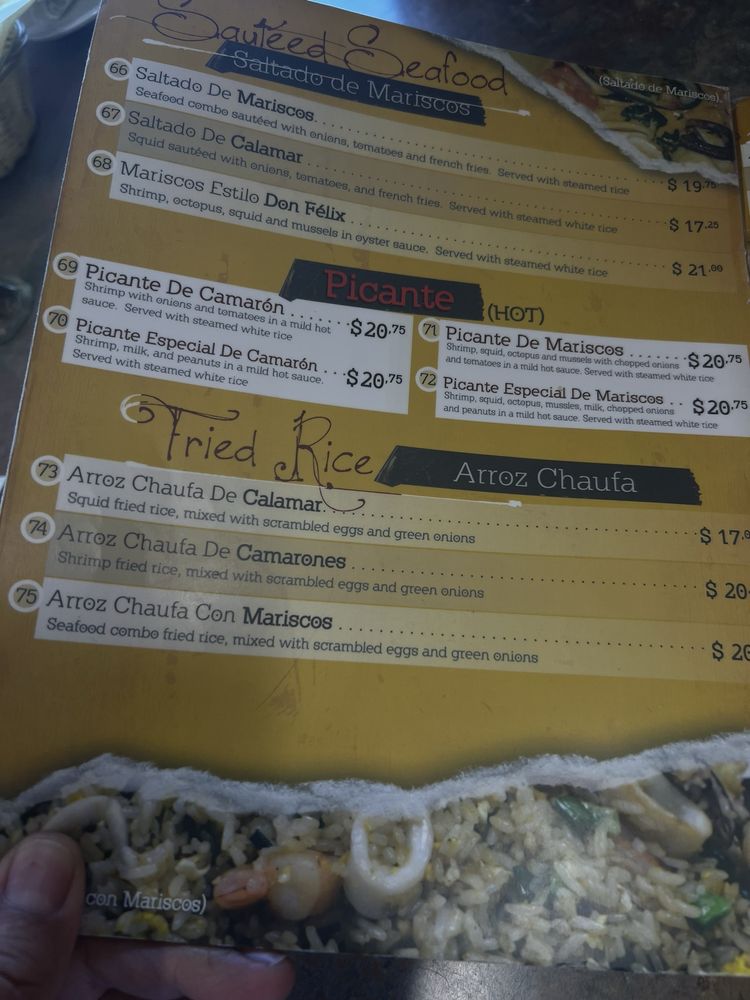 Sautéed Seafood
Saltado de Mariscos
(Saltado de Mariscos)
66 Saltado De Mariscos $ 19.75
Seafood combo sautéed with onions, tomatoes and french fries. Served with steamed rice
67 Saltado De Calamar $ 17.25
Squid sautéed with onions, tomatoes, and french fries. Served with steamed white rice
68 Mariscos Estilo Don Félix $ 21.00
Shrimp, octopus, squid and mussels in oyster sauce. Served with steamed white rice
Picante (HOT)
69 Picante De Camarón $20.75
Shrimp with onions and tomatoes in a mild hot
sauce. Served with steamed white rice
70 Picante Especial De Camarón $20.75
Shrimp, milk, and peanuts in a mild hot sauce.
Served with steamed white rice
71 Picante De Mariscos $20.75
Shrimp, squid, octopus and mussels with chopped onions
and tomatoes in a mild hot sauce. Served with steamed white rice
72 Picante Especial De Mariscos $20.75
Shrimp, squid, octopus, mussles, milk, chopped onions
and peanuts in a mild hot sauce. Served with steamed white rice
Fried Rice
Arroz Chaufa
73 Arroz Chaufa De Calamar $ 17.
Squid fried rice, mixed with scrambled eggs and green onions
74 Arroz Chaufa De Camarones $ 20
Shrimp fried rice, mixed with scrambled eggs and green onions
75 Arroz Chaufa Con Mariscos $ 20
Seafood combo fried rice, mixed with scrambled eggs and green onions
con Mariscos)